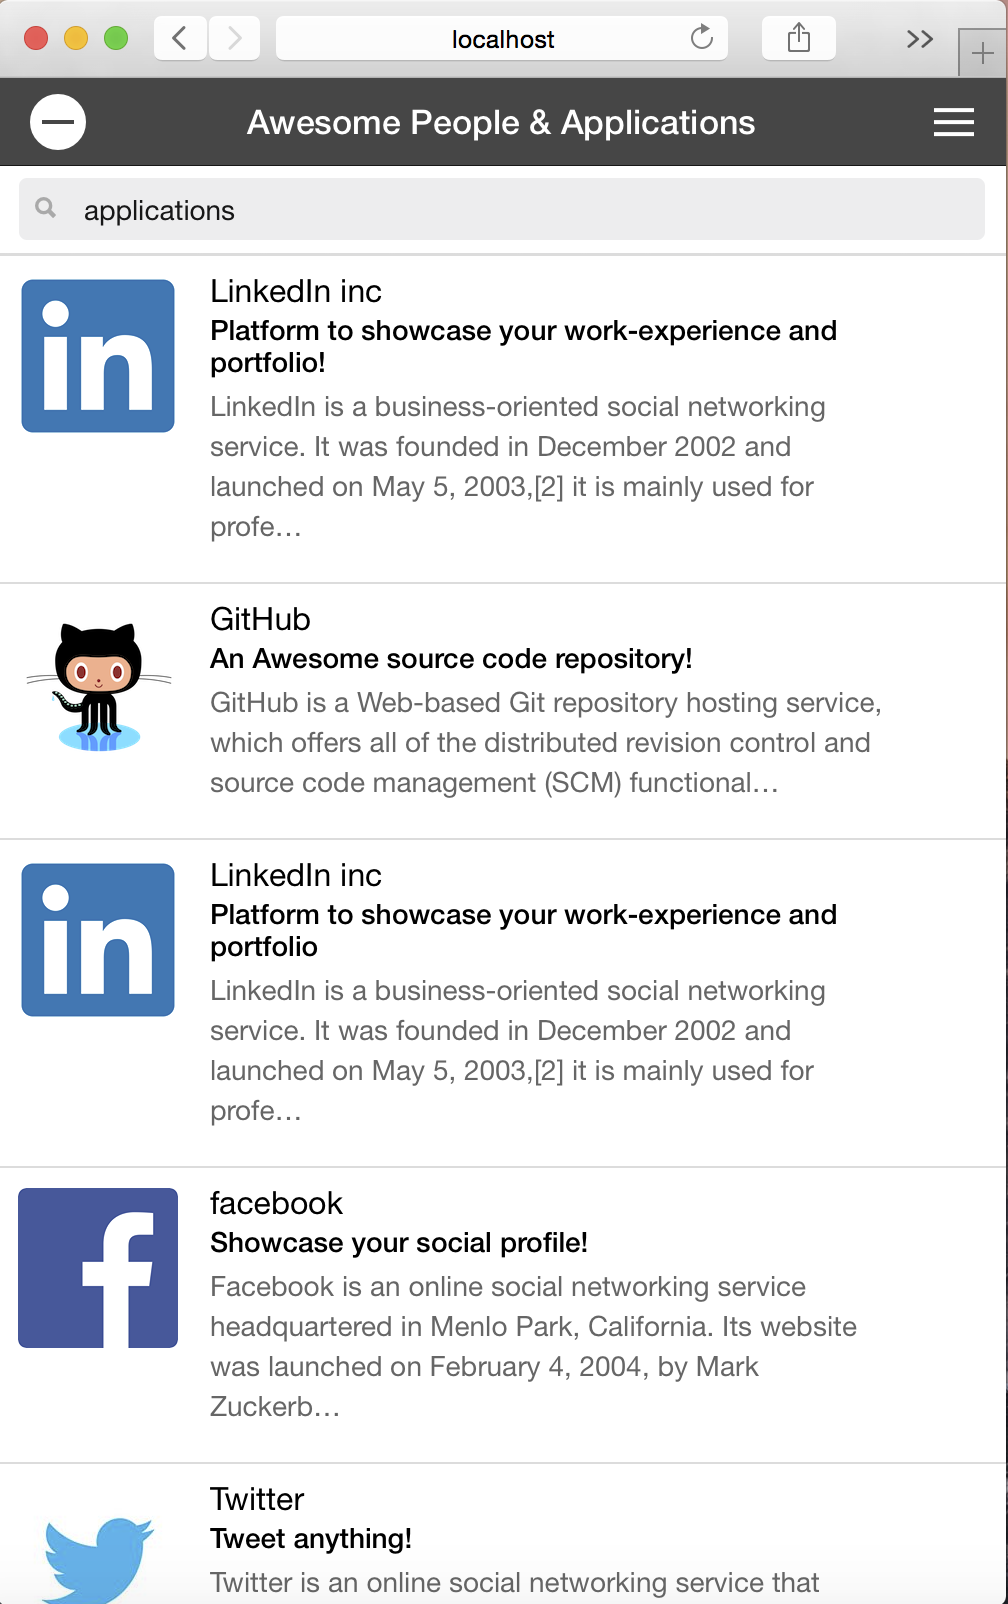 localhost
Awesome People & Applications
applications
in
LinkedIn inc
Platform to showcase your work-experience and
portfolio!
LinkedIn is a business-oriented social networking
service. It was founded in December 2002 and
launched on May 5, 2003,[2] it is mainly used for
profe...
GitHub
An Awesome source code repository!
GitHub is a Web-based Git repository hosting service,
which offers all of the distributed revision control and
source code management (SCM) functional...
in
LinkedIn inc
Platform to showcase your work-experience and
portfolio
LinkedIn is a business-oriented social networking
service. It was founded in December 2002 and
launched on May 5, 2003,[2] it is mainly used for
profe...
f
facebook
Showcase your social profile!
Facebook is an online social networking service
headquartered in Menlo Park, California. Its website
was launched on February 4, 2004, by Mark
Zuckerb...
Twitter
Tweet anything!
Twitter is an online social networking service that